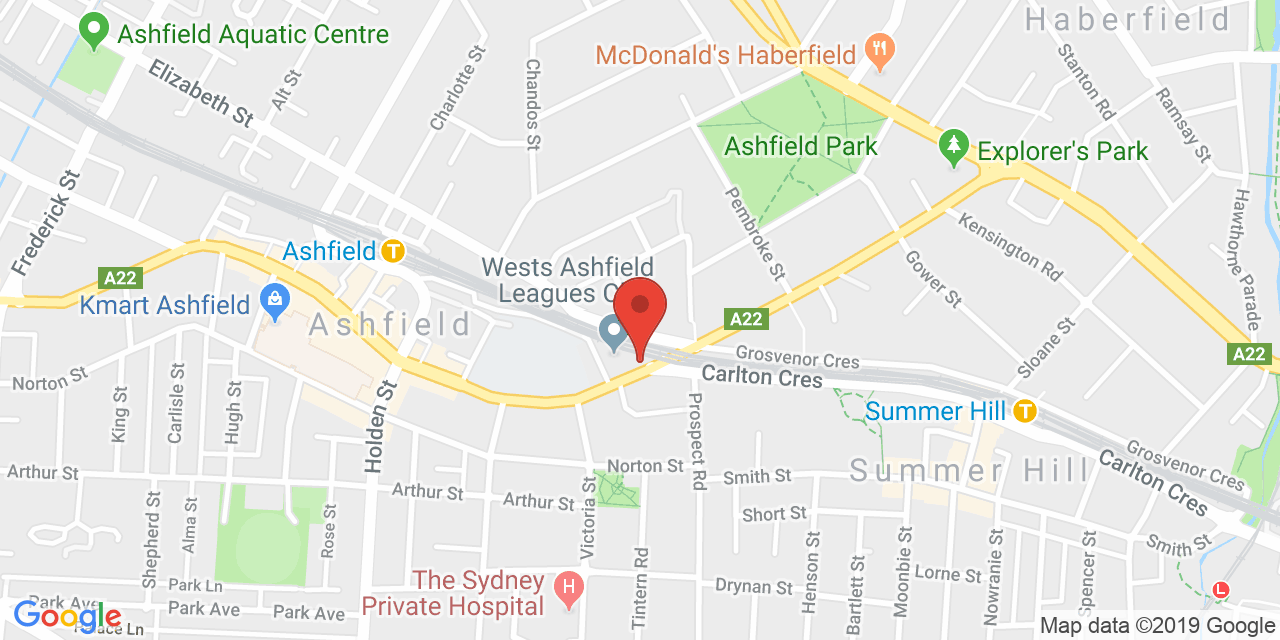 Haberfield
Ashfield Aquatic Centre
McDonald's Haberfield
Elizabeth St
Alt St
Charlotte St
Chandos St
Stanton Rd
Ramsay St
Ashfield Park
Explorer's Park
Frederick St
Pembroke St
Kensington Rd
Hawthorne Parade
Gower St
Ashfield
T
Wests Ashfield
Leagues Cl
A22
Kmart Ashfield
Ashfield
A22
Sloane St
A22
Grosvenor Cres
Carlton Cres
Norton St
King St
Carlisle St
Hugh St
Holden St
Prospect Rd
Summer Hill
T
Grosvenor Cres
Carlton Cres
Summer Hill
Arthur St
Arthur St
Arthur St
Norton St
Smith St
Short St
Smith St
Shepherd St
Alma St
Rose St
Victoria St
Tintern Rd
Henson St
Bartlett St
Moonbie St
Nowranie St
Spencer St
Drynan St
Lorne St
Park Ln
Park Ave
Park Ave
Park Ave
The Sydney
Private Hospital
H
L
Google
Map data ©2019 Google